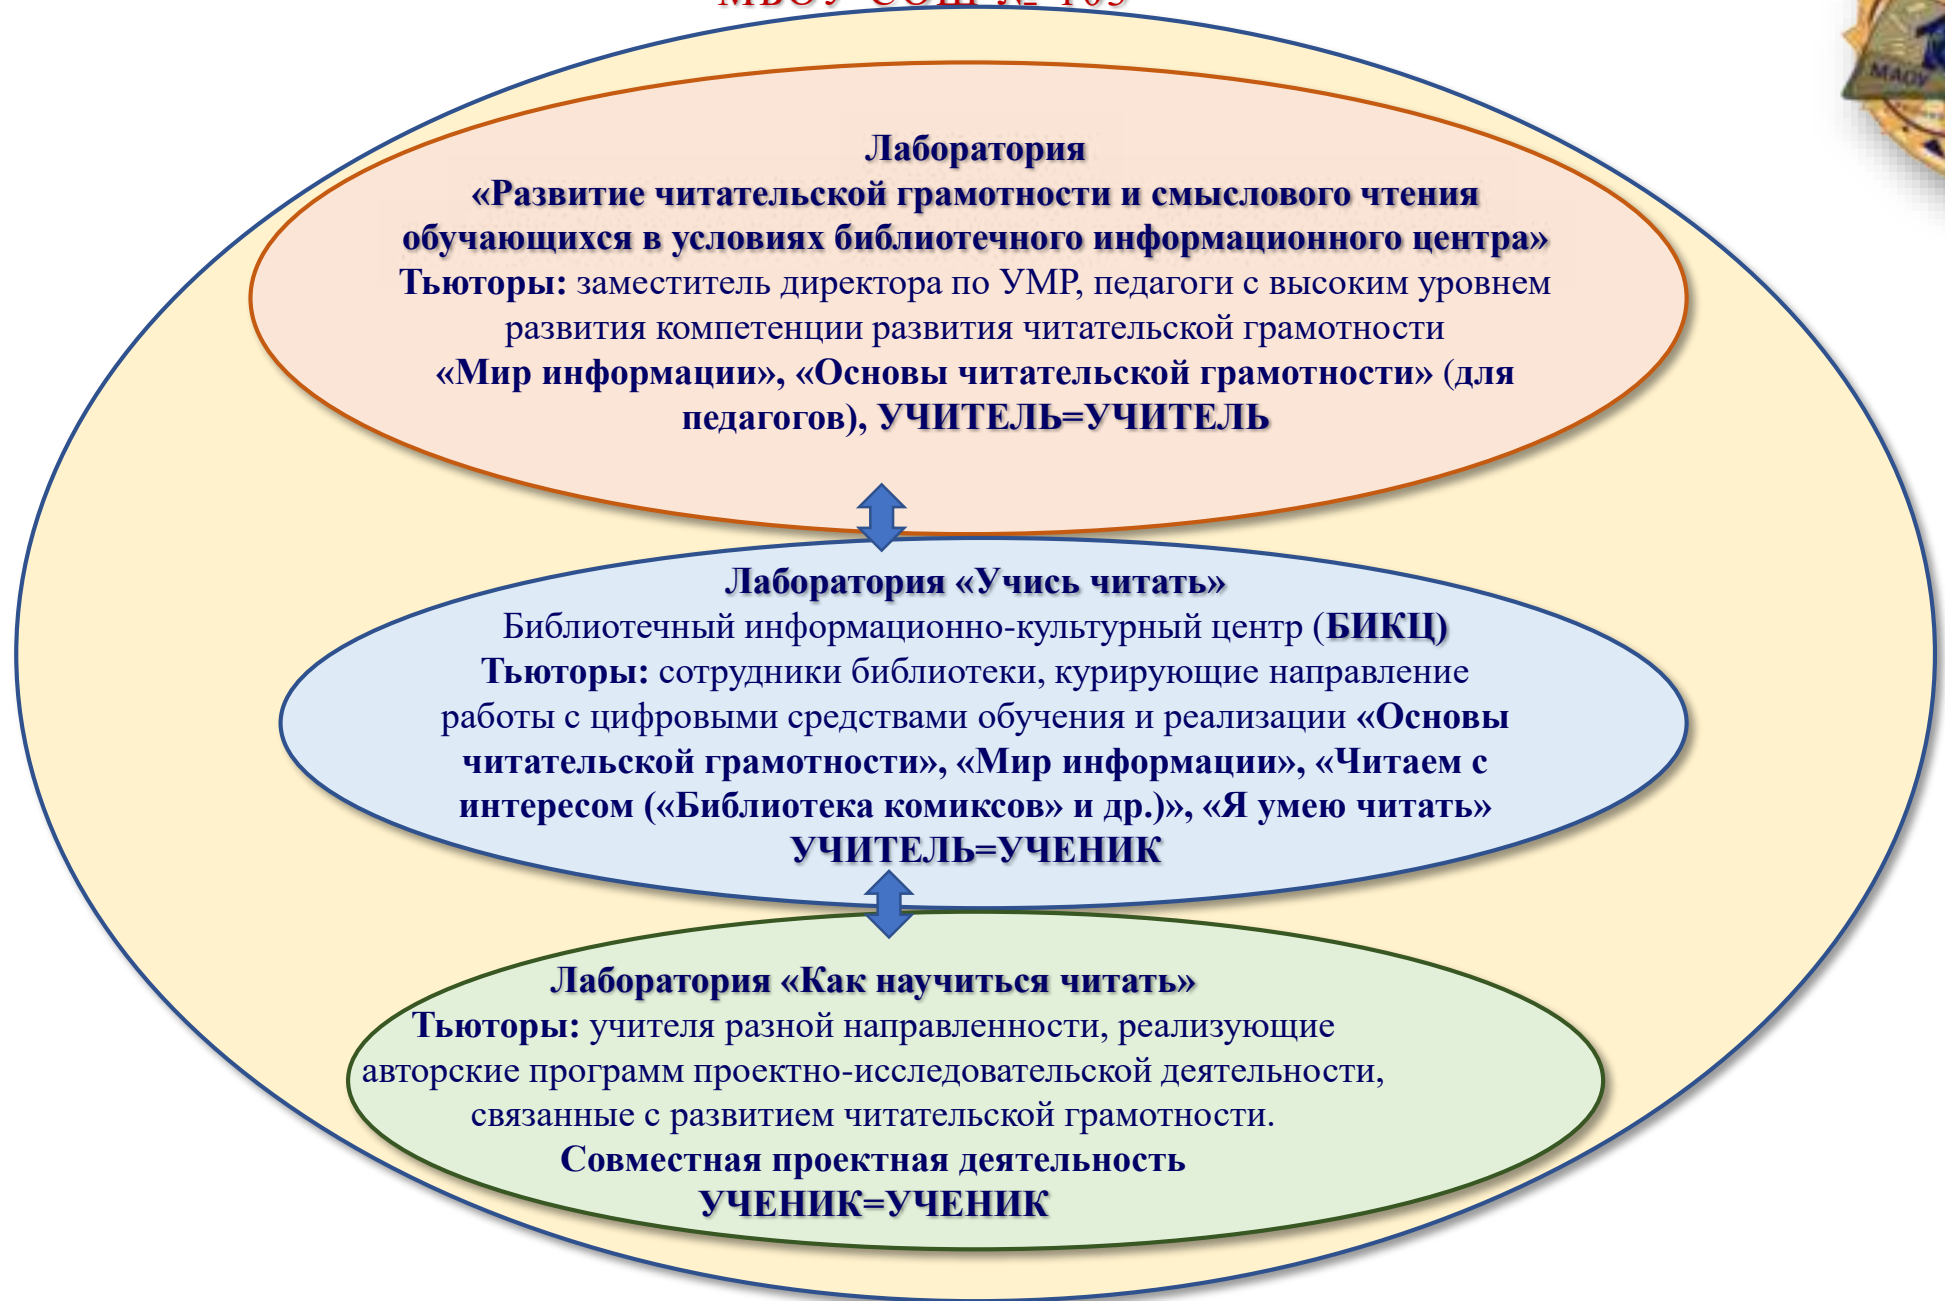 Лаборатория
«Развитие читательской грамотности и смыслового чтения
обучающихся в условиях библиотечного информационного центра»
Тьюторы: заместитель директора по УМР, педагоги с высоким уровнем
развития компетенции развития читательской грамотности
«Мир информации», «Основы читательской грамотности» (для
педагогов), УЧИТЕЛЬ=УЧИТЕЛЬ
Лаборатория «Учись читать»
Библиотечный информационно-культурный центр (БИКЦ)
Тьюторы: сотрудники библиотеки, курирующие направление
работы с цифровыми средствами обучения и реализации «Основы
читательской грамотности», «Мир информации», «Читаем с
интересом («Библиотека комиксов» и др.)», «Я умею читать»
УЧИТЕЛЬ=УЧЕНИК
Лаборатория «Как научиться читать»
Тьюторы: учителя разной направленности, реализующие
авторские программ проектно-исследовательской деятельности,
связанные с развитием читательской грамотности.
Совместная проектная деятельность
УЧЕНИК=УЧЕНИК
МАОУ